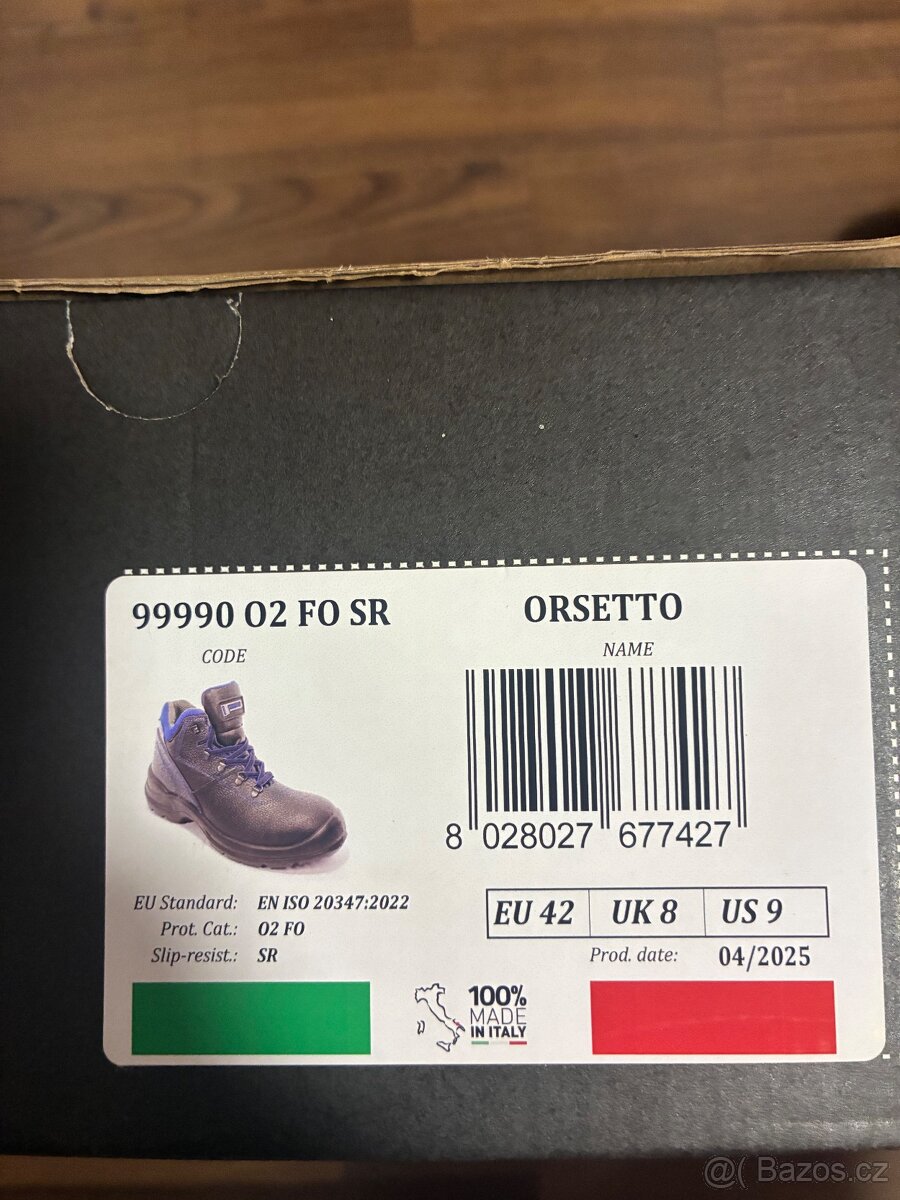 99990 O2 FO SR
CODE
ORSETTO
NAME
8 028027 677427
EU Standard: EN ISO 20347:2022
Prot. Cat.: O2 FO
Slip-resist.: SR
EU 42 UK 8 US 9
Prod. date: 04/2025
100%
MADE
IN ITALY
@( Bazos.cz